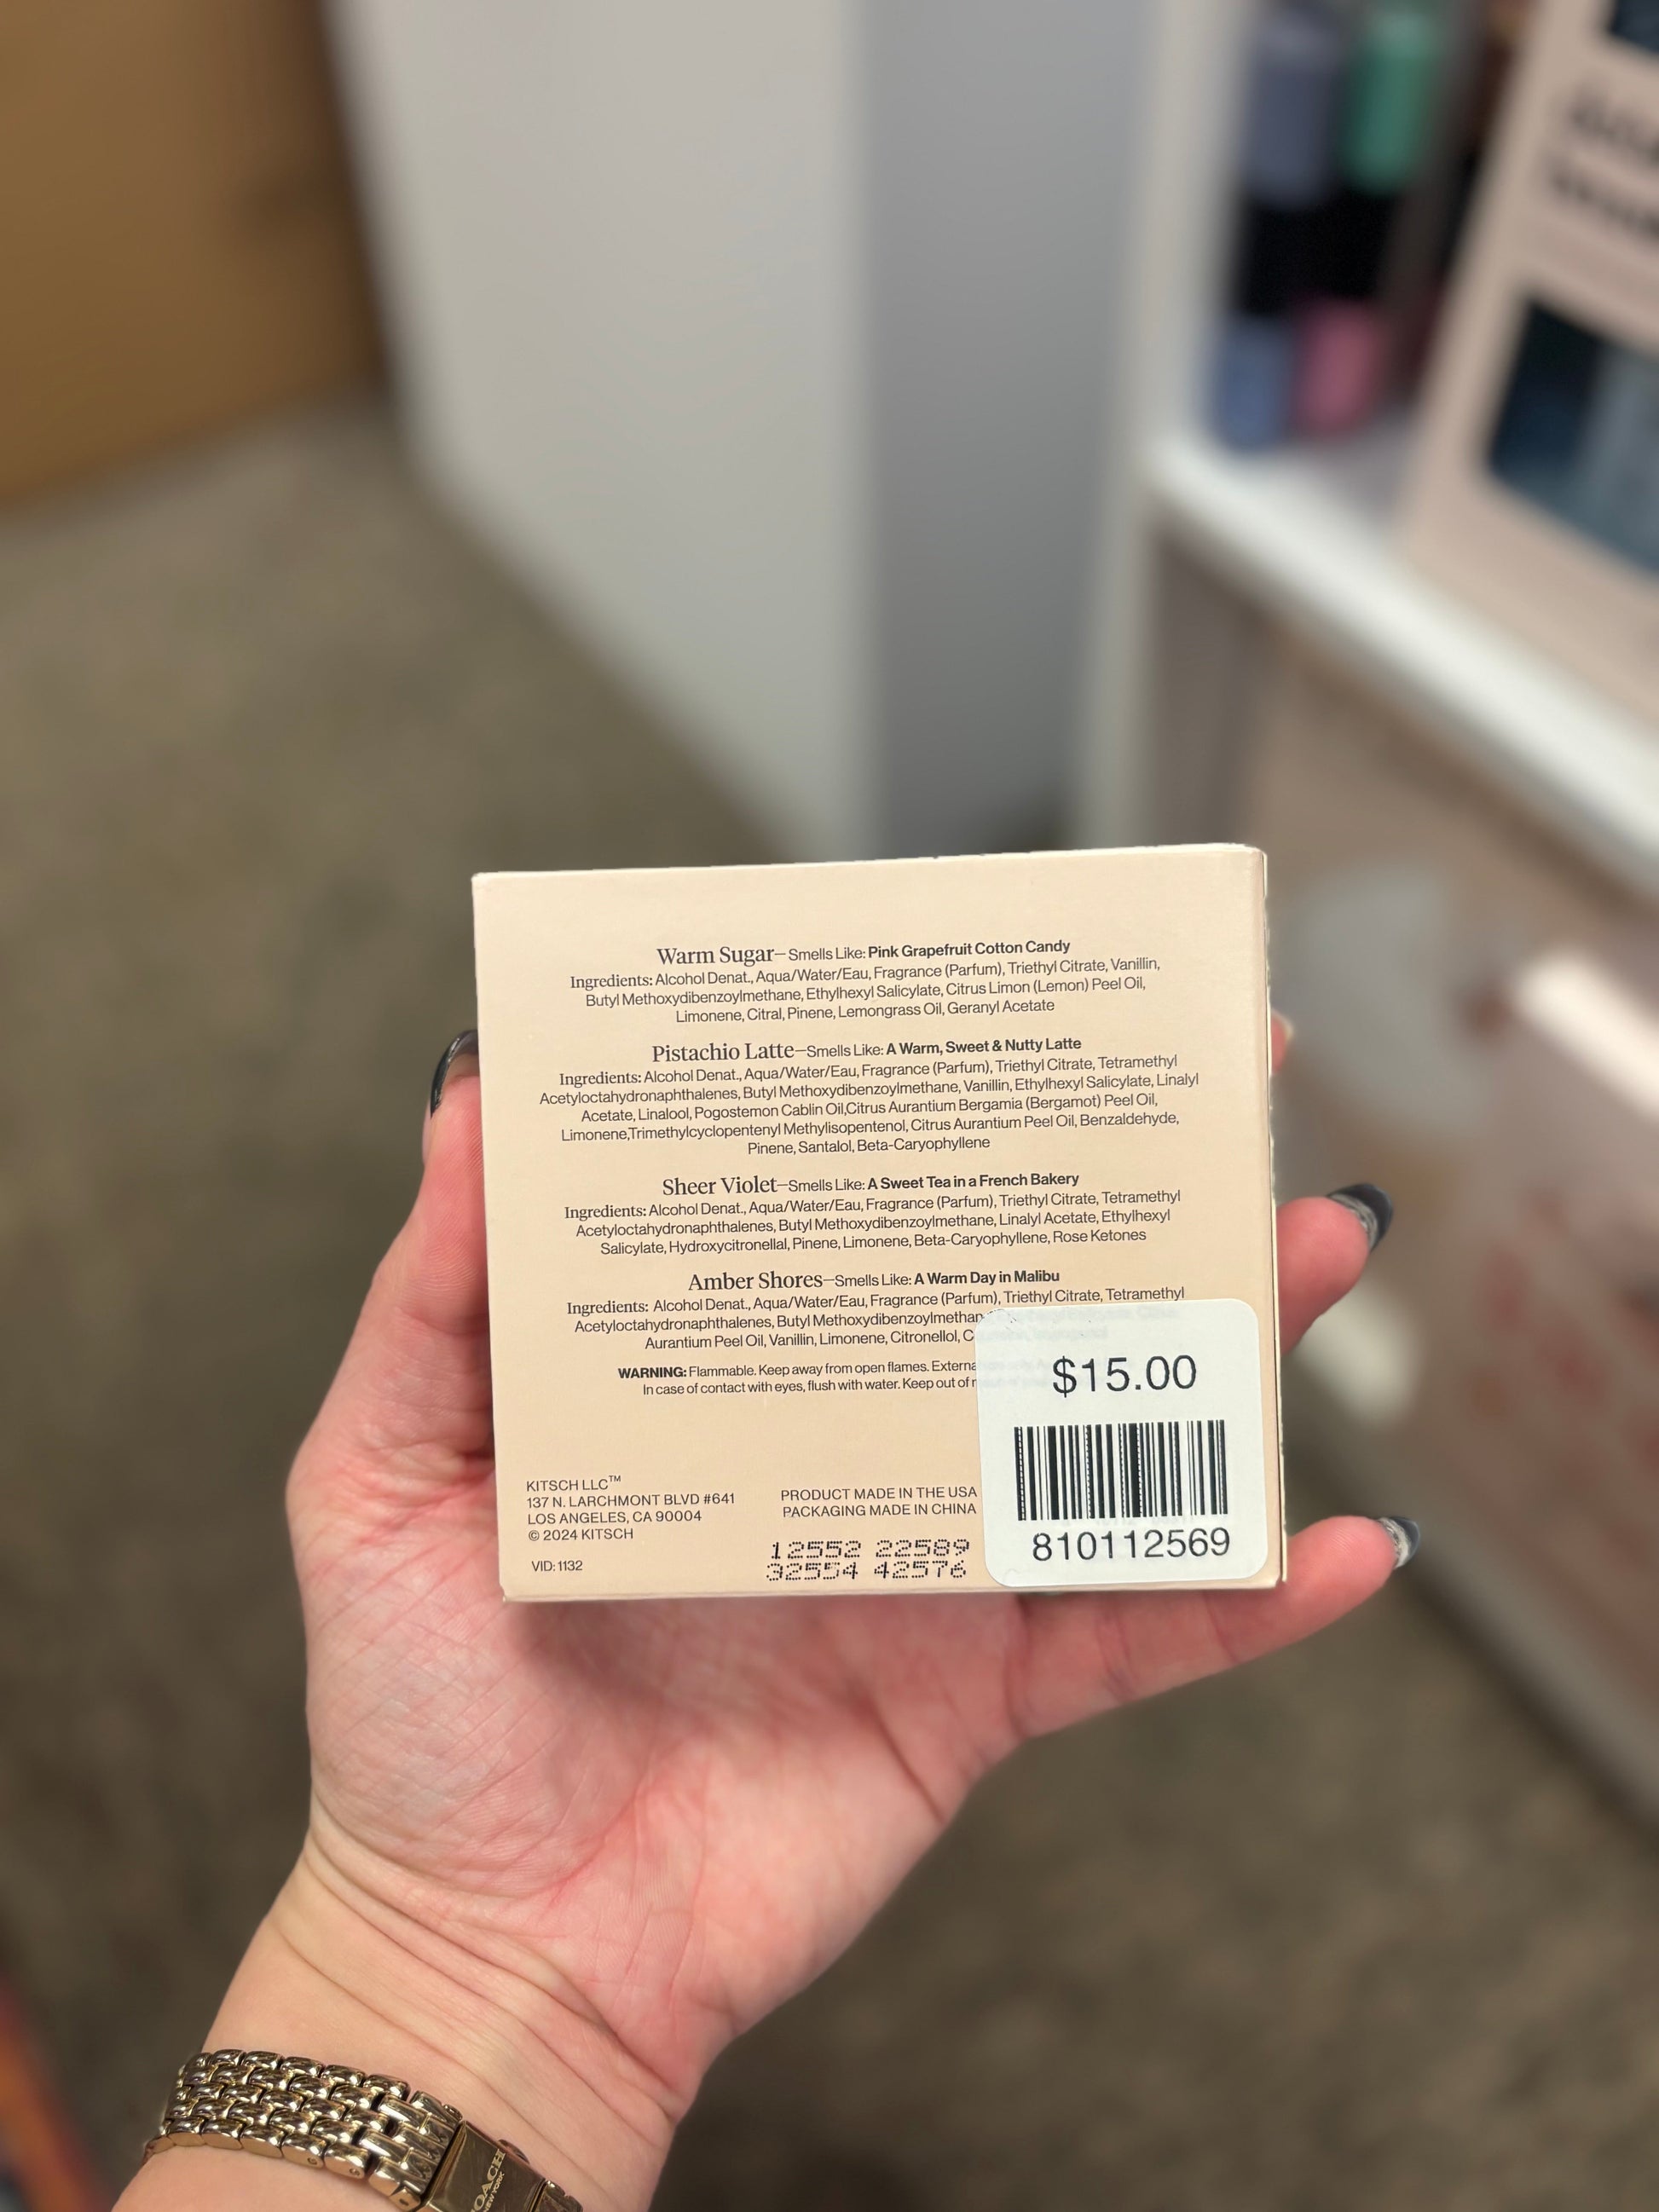 Warm Sugar—Smells Like: Pink Grapefruit Cotton Candy
Ingredients: Alcohol Denat., Aqua/Water/Eau, Fragrance (Parfum), Triethyl Citrate, Vanillin,
Butyl Methoxydibenzoylmethane, Ethylhexyl Salicylate, Citrus Limon (Lemon) Peel Oil,
Limonene, Citral, Pinene, Lemongrass Oil, Geranyl Acetate
Pistachio Latte—Smells Like: A Warm, Sweet & Nutty Latte
Ingredients: Alcohol Denat., Aqua/Water/Eau, Fragrance (Parfum), Triethyl Citrate, Tetramethyl
Acetyloctahydronaphthalenes, Butyl Methoxydibenzoylmethane, Vanillin, Ethylhexyl Salicylate, Linalyl
Acetate, Linalool, Pogostemon Cablin Oil,Citrus Aurantium Bergamia (Bergamot) Peel Oil,
Limonene,Trimethylcyclopentenyl Methylisopentenol, Citrus Aurantium Peel Oil, Benzaldehyde,
Pinene, Santalol, Beta-Caryophyllene
Sheer Violet—Smells Like: A Sweet Tea in a French Bakery
Ingredients: Alcohol Denat., Aqua/Water/Eau, Fragrance (Parfum), Triethyl Citrate, Tetramethyl
Acetyloctahydronaphthalenes, Butyl Methoxydibenzoylmethane, Linalyl Acetate, Ethylhexyl
Salicylate, Hydroxycitronellal, Pinene, Limonene, Beta-Caryophyllene, Rose Ketones
Amber Shores—Smells Like: A Warm Day in Malibu
Ingredients: Alcohol Denat., Aqua/Water/Eau, Fragrance (Parfum), Triethyl Citrate, Tetramethyl
Acetyloctahydronaphthalenes, Butyl Methoxydibenzoylmethan
Aurantium Peel Oil, Vanillin, Limonene, Citronellol, C
WARNING: Flammable. Keep away from open flames. Externa
In case of contact with eyes, flush with water. Keep out of r
$15.00
810112569
KITSCH LLC™
137 N. LARCHMONT BLVD #641
LOS ANGELES, CA 90004
© 2024 KITSCH
VID: 1132
PRODUCT MADE IN THE USA
PACKAGING MADE IN CHINA
12552 22589
32554 42576
COACH
NEW YORK